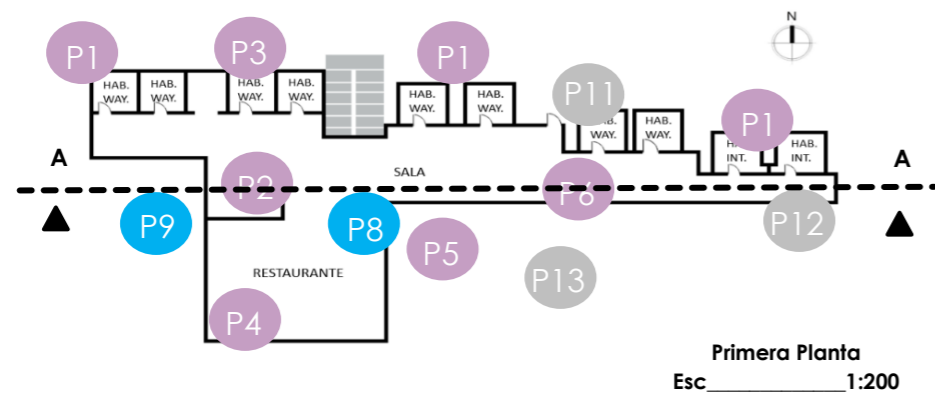 N
P1
P3
P1
P11
P1
HAB.
WAY.
HAB.
WAY.
HAB.
WAY.
HAB.
WAY.
HAB.
WAY.
HAB.
WAY.
WAY.
HAB.
WAY.
INT.
HAB.
INT.
A
SALA
A
P2
P6
P9
P8
P5
P12
RESTAURANTE
P13
P4
Primera Planta
Esc_____________1:200